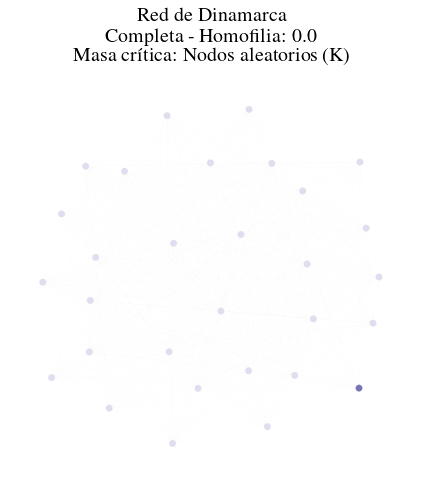 Red de Dinamarca
Completa - Homofilia: 0.0
Masa crítica: Nodos aleatorios (K)